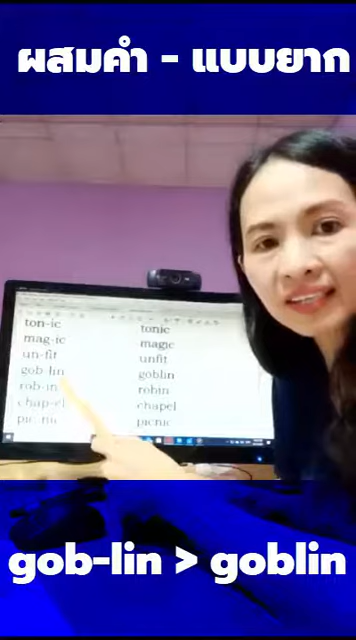 ผสมคำ - แบบยาก
ton-ic tonic
mag-ic magic
un-fit unfit
gob-lin goblin
rob-in robin
chap-el chapel
pic-nic picnic
gob-lin > goblin